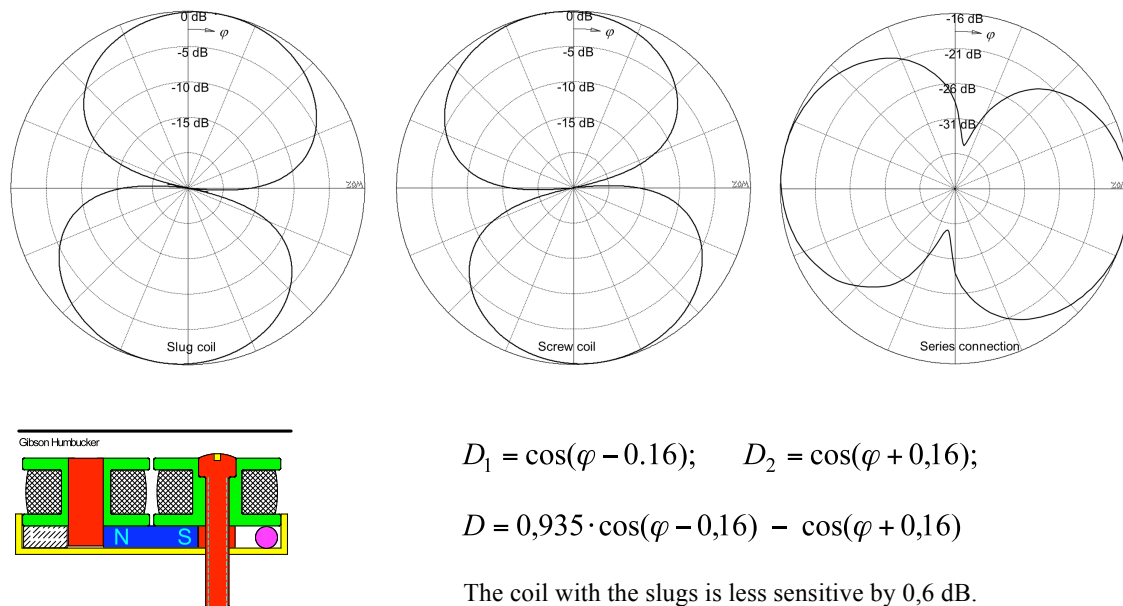 0 dB
φ
-5 dB
-10 dB
-15 dB
Slug coil
0 dB
φ
-5 dB
-10 dB
-15 dB
Screw coil
-16 dB
φ
-21 dB
-26 dB
-31 dB
Series connection
Gibson Humbucker
N S
D₁ = cos(φ − 0.16); D₂ = cos(φ + 0,16);
D = 0,935 · cos(φ − 0,16) − cos(φ + 0,16)
The coil with the slugs is less sensitive by 0,6 dB.